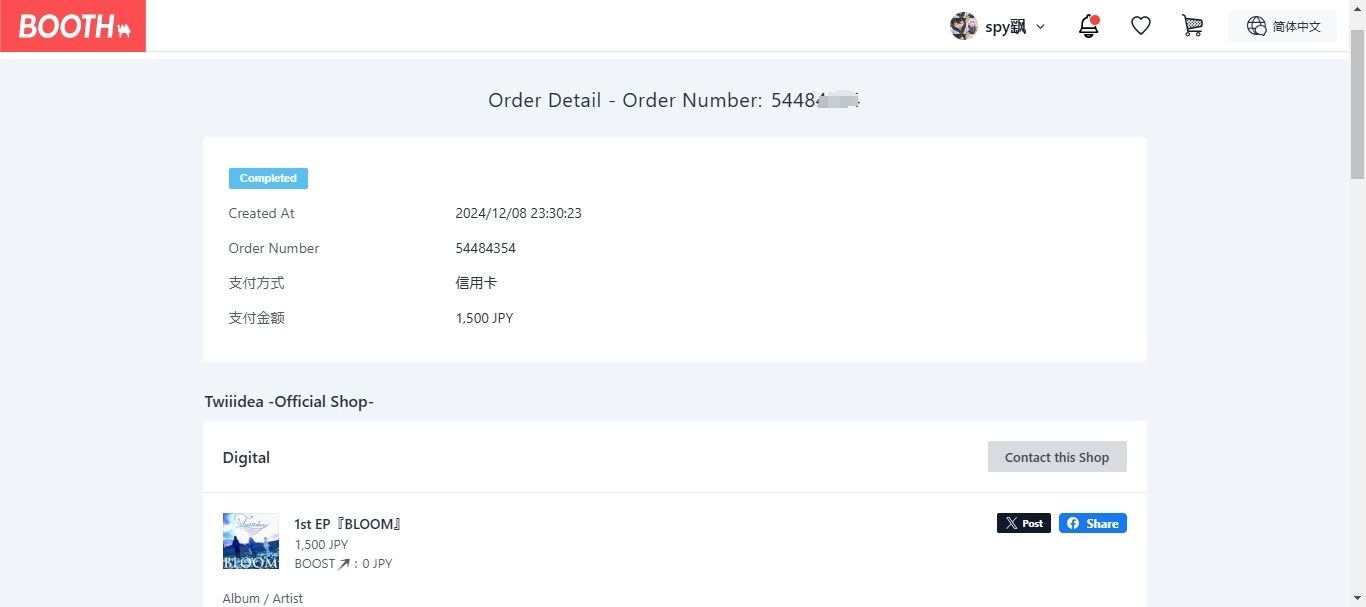 BOOTH
spy飘
简体中文
Order Detail - Order Number: 5448
Completed
Created At 2024/12/08 23:30:23
Order Number 54484354
支付方式 信用卡
支付金额 1,500 JPY
Twiiidea -Official Shop-
Digital
Contact this Shop
1st EP『BLOOM』
Post
Share
1,500 JPY
BLOOM
BOOST↗: 0 JPY
Album / Artist